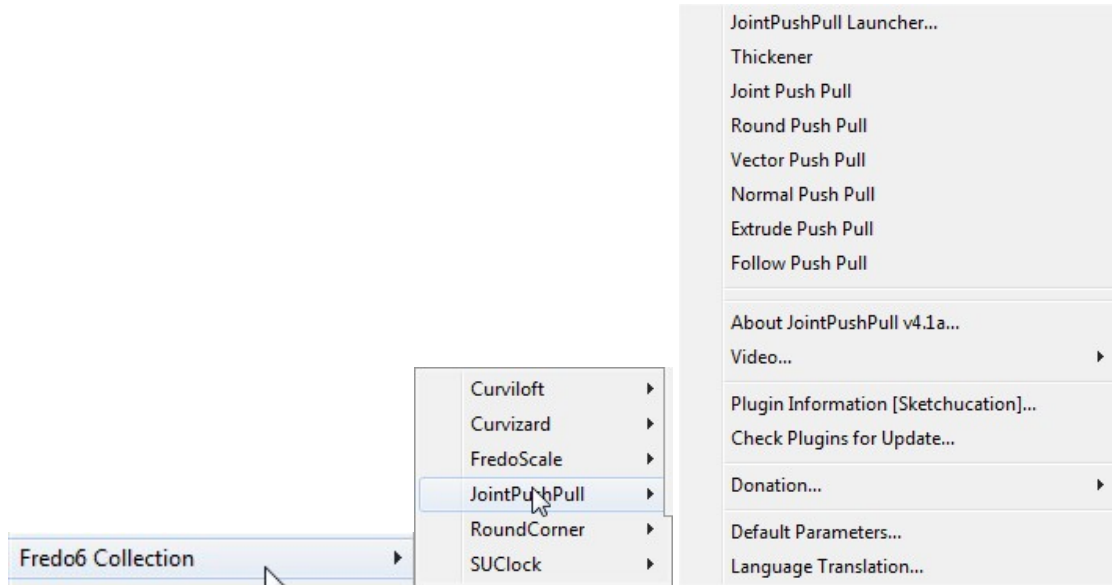 Fredo6 Collection
Curviloft
Curvizard
FredoScale
JointPushPull
RoundCorner
SUClock
JointPushPull Launcher...
Thickener
Joint Push Pull
Round Push Pull
Vector Push Pull
Normal Push Pull
Extrude Push Pull
Follow Push Pull
About JointPushPull v4.1a...
Video...
Plugin Information [Sketchucation]...
Check Plugins for Update...
Donation...
Default Parameters...
Language Translation...